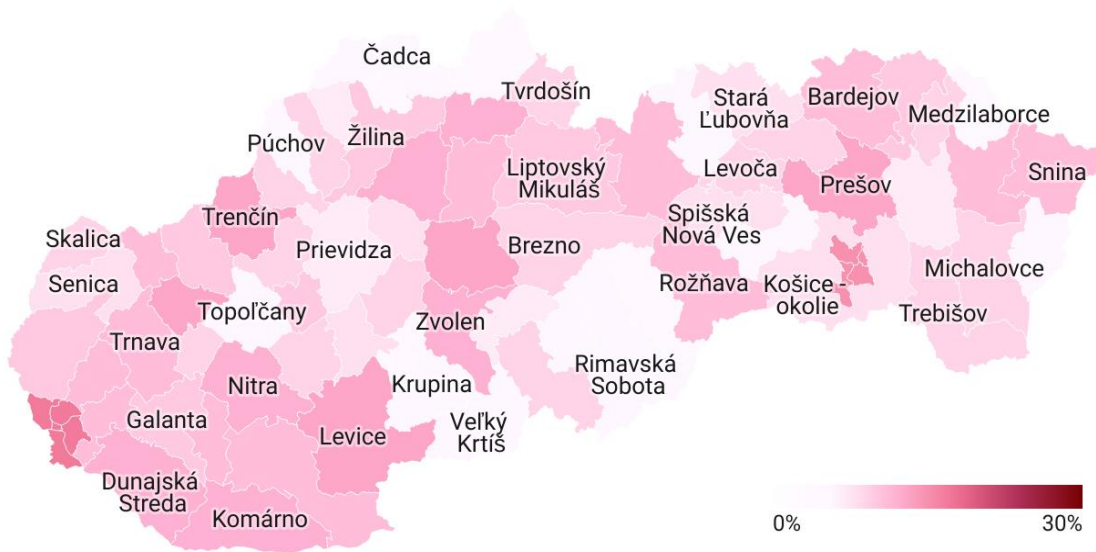 Čadca
Tvrdošín
Stará
Ľubovňa
Bardejov
Medzilaborce
Púchov
Žilina
Liptovský
Mikuláš
Levoča
Prešov
Snina
Trenčín
Skalica
Prievidza
Brezno
Spišská
Nová Ves
Senica
Topoľčany
Rožňava
Košice -
okolie
Michalovce
Trnava
Zvolen
Trebišov
Nitra
Krupina
Rimavská
Sobota
Galanta
Levice
Veľký
Krtíš
Dunajská
Streda
Komárno
0%
30%